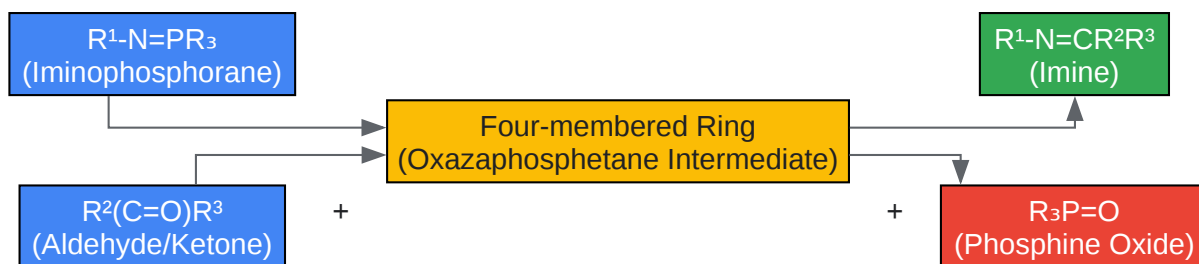 R¹-N=PR₃
(Iminophosphorane)
R¹-N=CR²R³
(Imine)
Four-membered Ring
(Oxazaphosphetane Intermediate)
R²(C=O)R³
(Aldehyde/Ketone)
+
+
R₃P=O
(Phosphine Oxide)